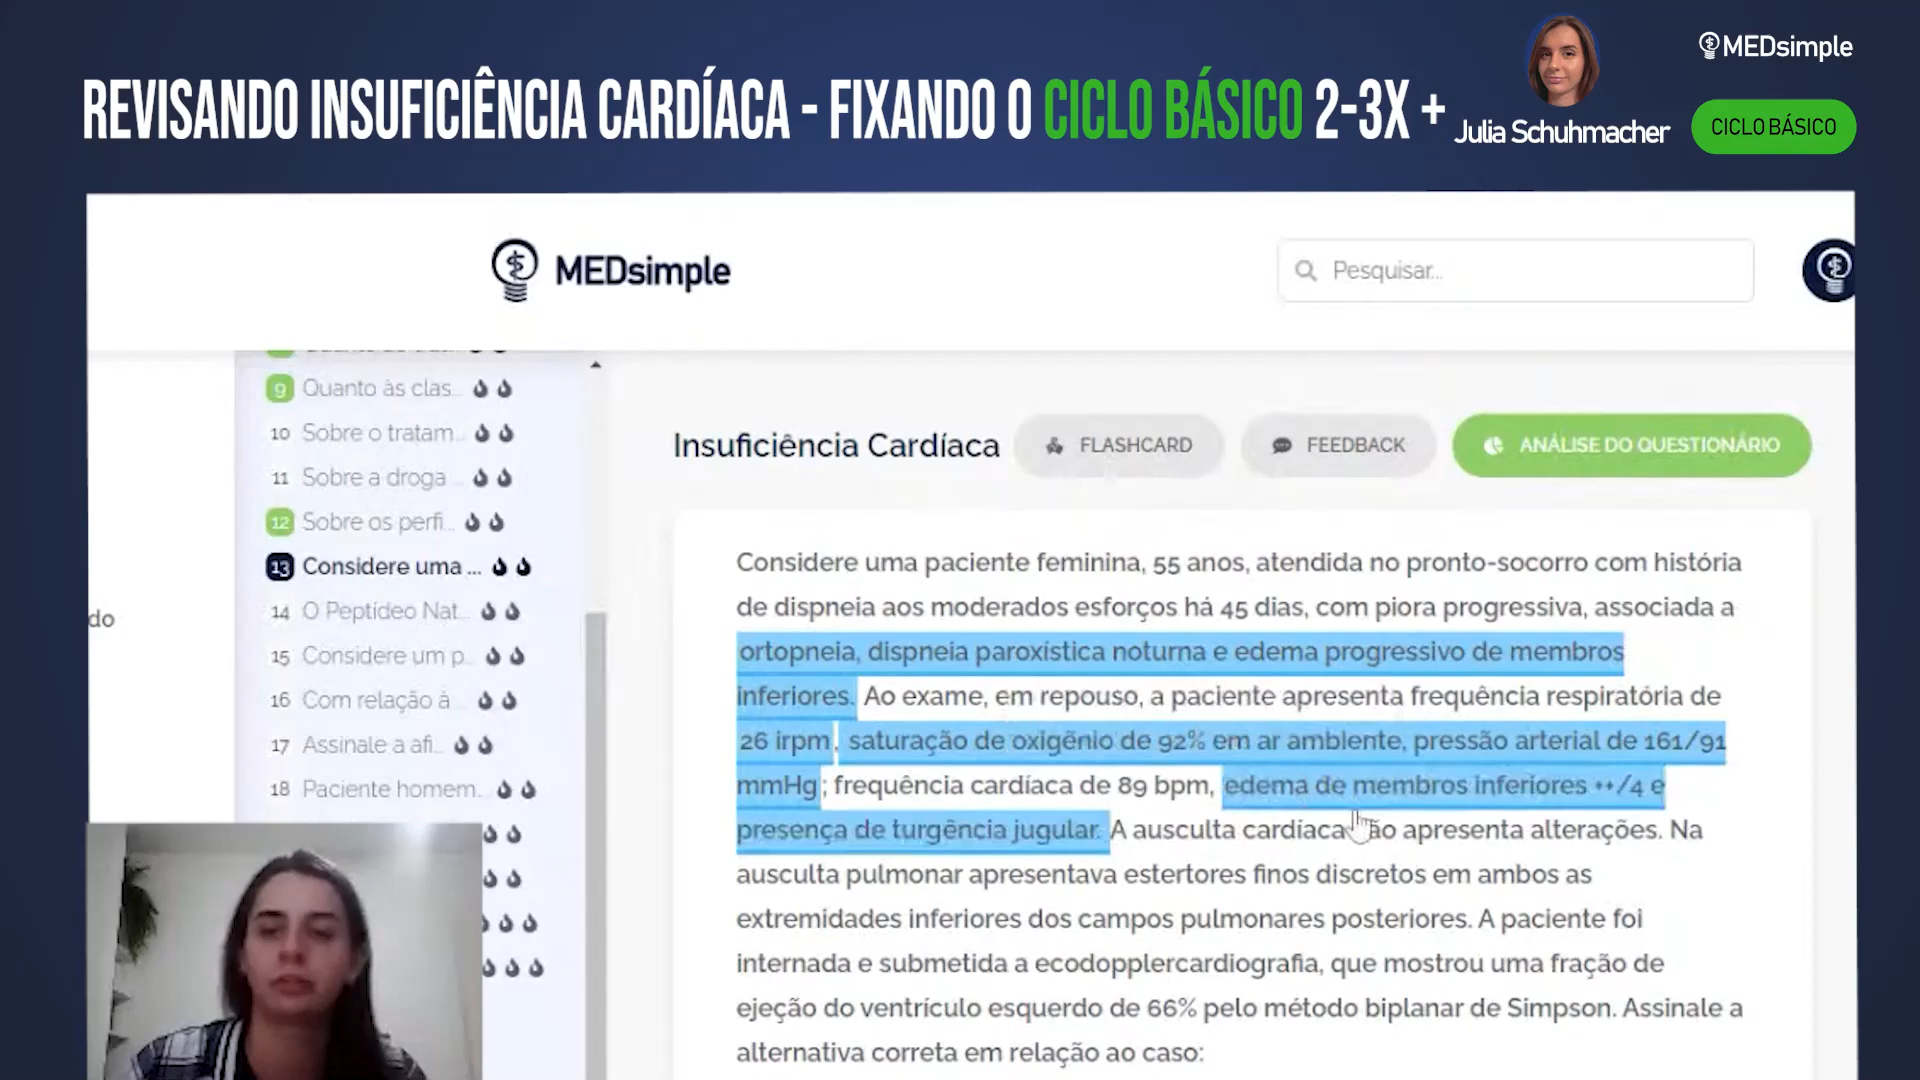 REVISANDO INSUFICIÊNCIA CARDÍACA - FIXANDO O CICLO BÁSICO 2-3X +
Julia Schuhmacher
MEDsimple
CICLO BÁSICO
MEDsimple
Pesquisar...
do
9 Quanto às clas...
10 Sobre o tratam...
11 Sobre a droga ...
12 Sobre os perfi...
13 Considere uma ...
14 O Peptídeo Nat...
15 Considere um p...
16 Com relação à ...
17 Assinale a afi...
18 Paciente homem...
Insuficiência Cardíaca
FLASHCARD
FEEDBACK
ANÁLISE DO QUESTIONÁRIO
Considere uma paciente feminina, 55 anos, atendida no pronto-socorro com história
de dispneia aos moderados esforços há 45 dias, com piora progressiva, associada a
ortopneia, dispneia paroxística noturna e edema progressivo de membros
inferiores. Ao exame, em repouso, a paciente apresenta frequência respiratória de
26 irpm, saturação de oxigênio de 92% em ar ambiente, pressão arterial de 161/91
mmHg; frequência cardíaca de 89 bpm, edema de membros inferiores ++/4 e
presença de turgência jugular. A ausculta cardíaca não apresenta alterações. Na
ausculta pulmonar apresentava estertores finos discretos em ambos as
extremidades inferiores dos campos pulmonares posteriores. A paciente foi
internada e submetida a ecodopplercardiografia, que mostrou uma fração de
ejeção do ventrículo esquerdo de 66% pelo método biplanar de Simpson. Assinale a
alternativa correta em relação ao caso: